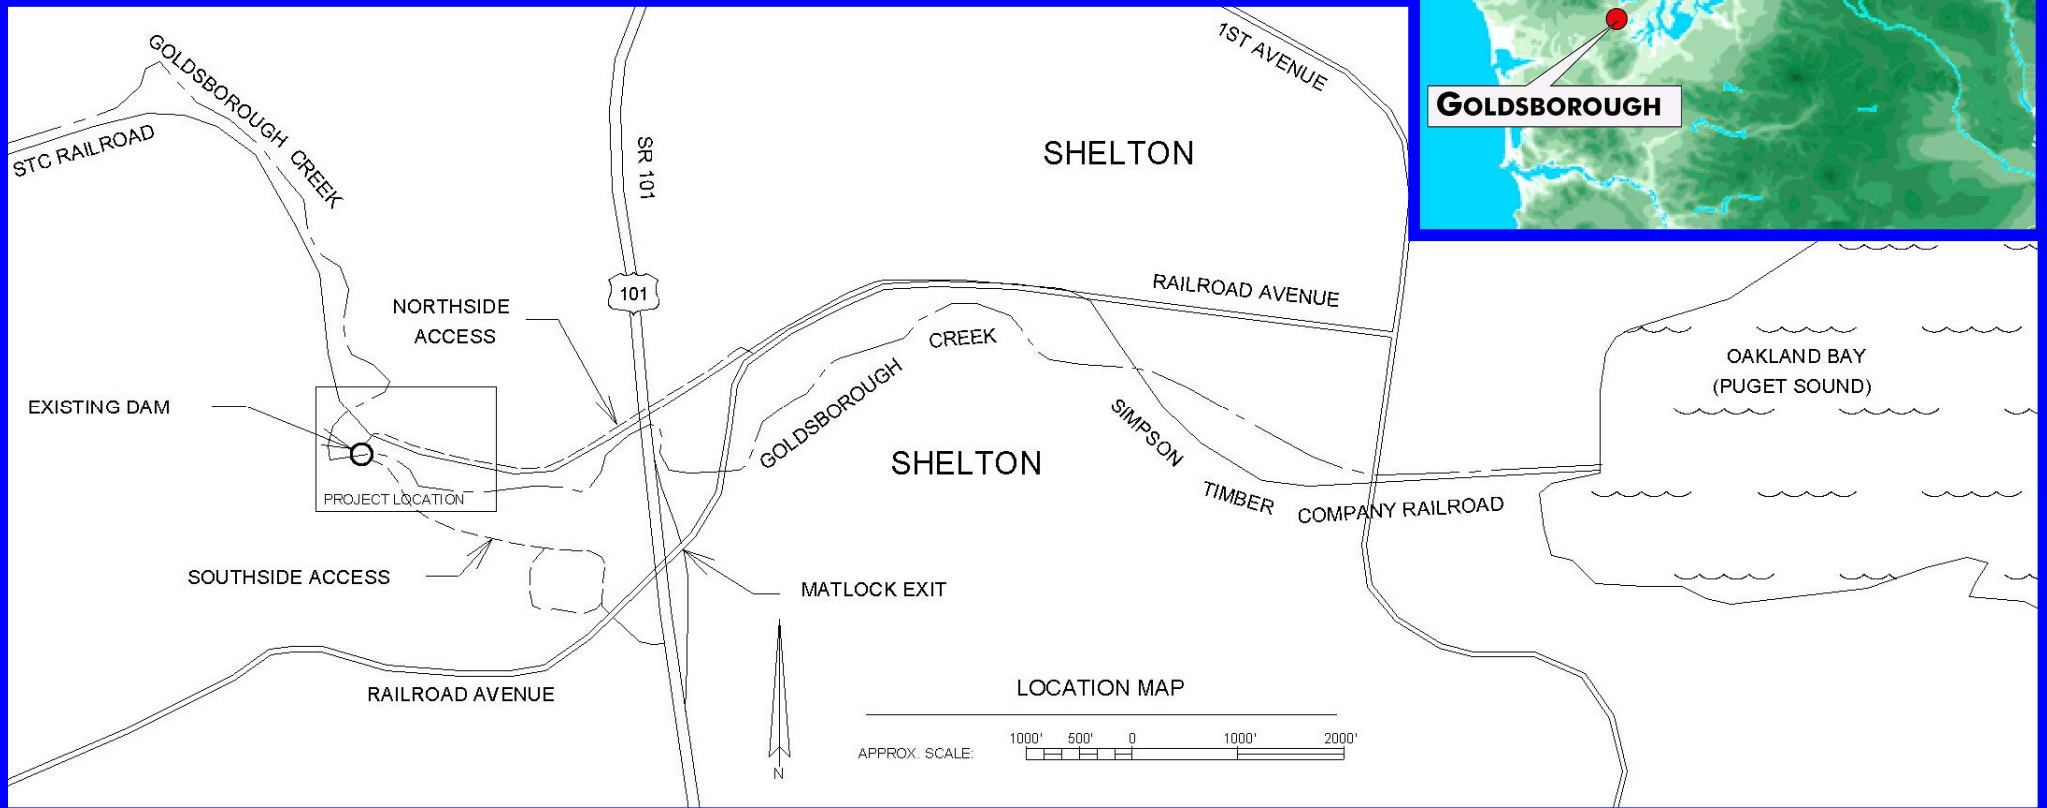 GOLDSBOROUGH CREEK
STC RAILROAD
SR 101
101
1ST AVENUE
SHELTON
GOLDSBOROUGH
NORTHSIDE
ACCESS
RAILROAD AVENUE
GOLDSBOROUGH CREEK
OAKLAND BAY
(PUGET SOUND)
EXISTING DAM
PROJECT LOCATION
SHELTON
SIMPSON TIMBER COMPANY RAILROAD
SOUTHSIDE ACCESS
MATLOCK EXIT
RAILROAD AVENUE
N
LOCATION MAP
APPROX. SCALE:
1000' 500' 0 1000' 2000'